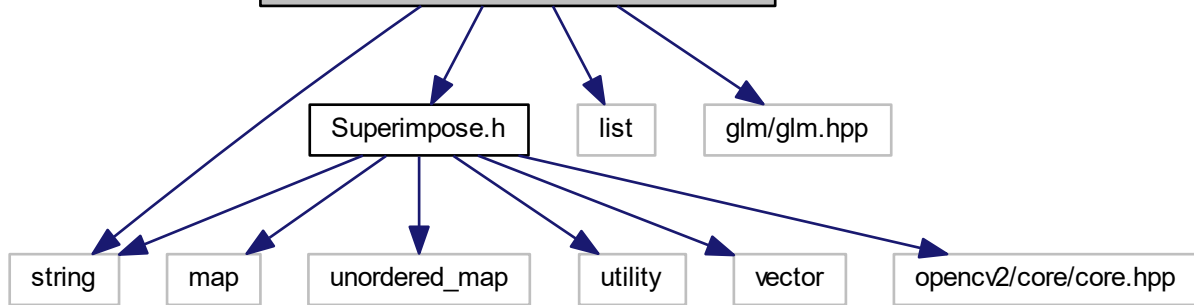 Superimpose.h
list
glm/glm.hpp
string
map
unordered_map
utility
vector
opencv2/core/core.hpp